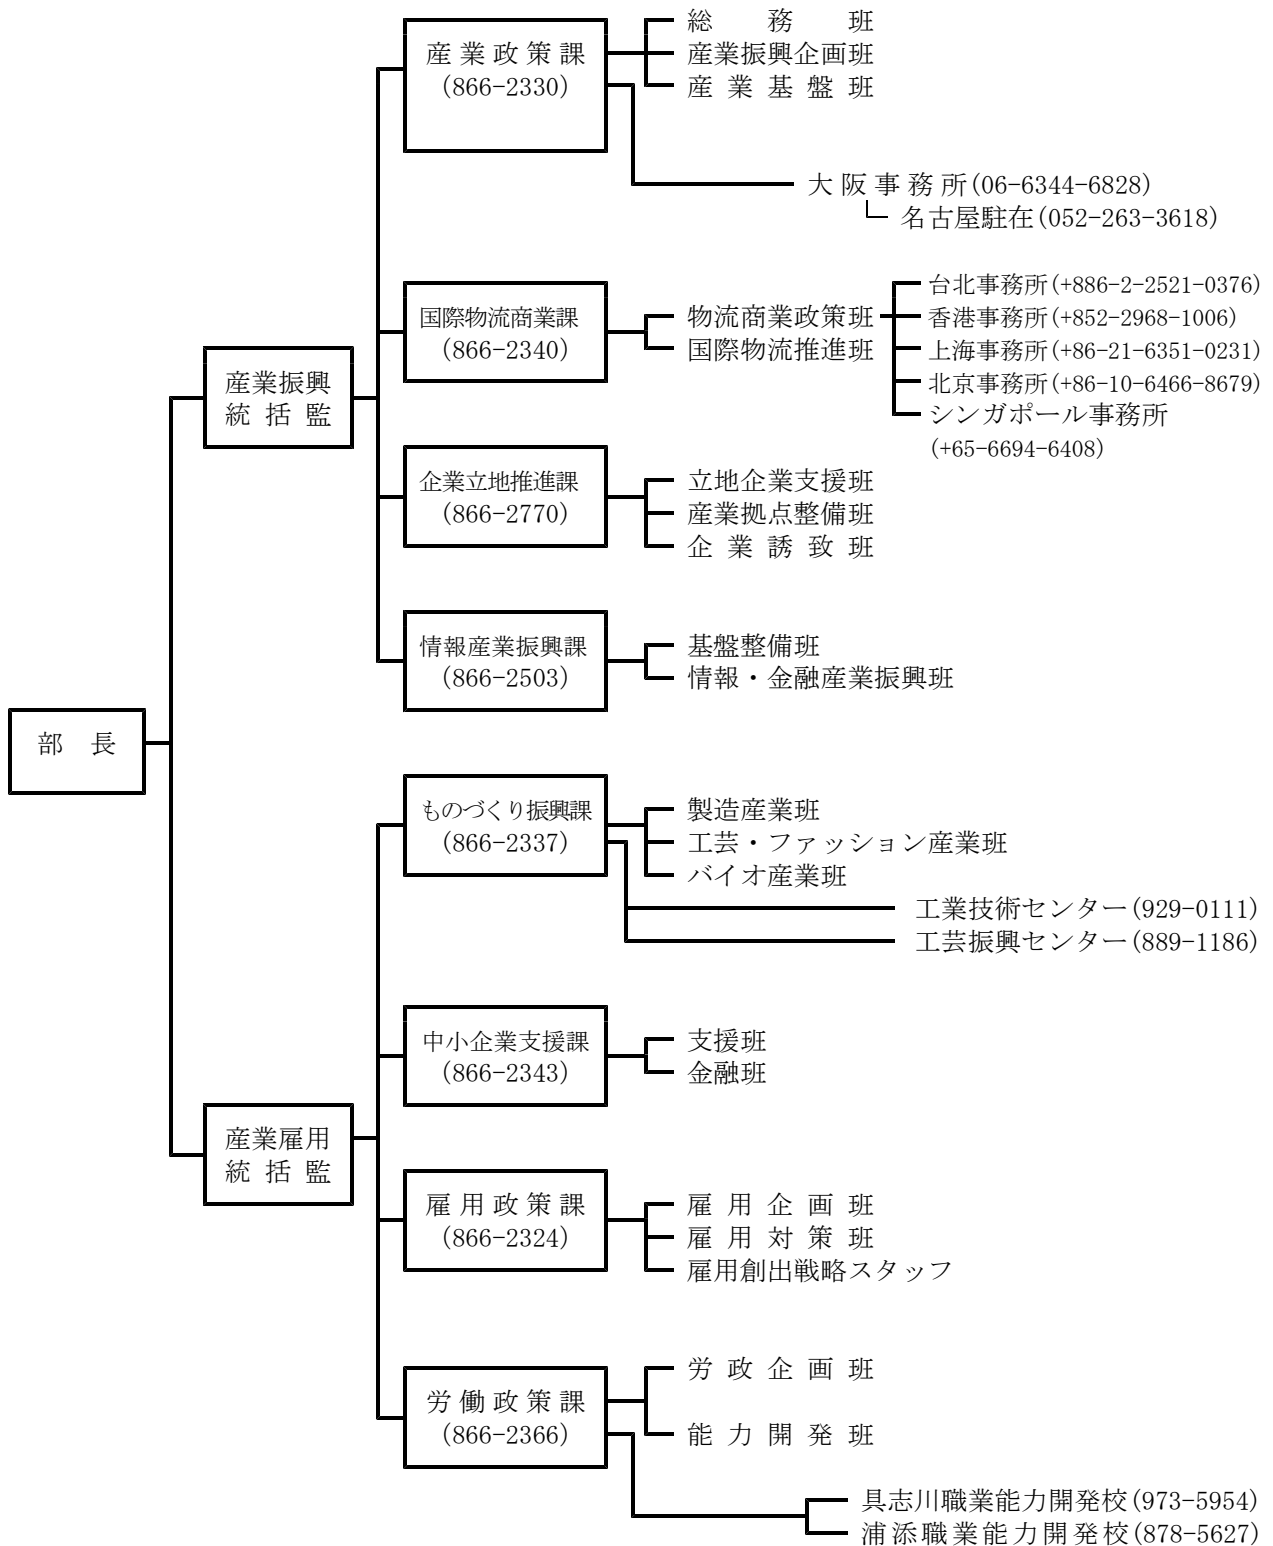 部長
産業振興
統括監
産業政策課
(866-2330)
総務班
産業振興企画班
産業基盤班
大阪事務所(06-6344-6828)
名古屋駐在(052-263-3618)
国際物流商業課
(866-2340)
物流商業政策班
国際物流推進班
台北事務所(+886-2-2521-0376)
香港事務所(+852-2968-1006)
上海事務所(+86-21-6351-0231)
北京事務所(+86-10-6466-8679)
シンガポール事務所
(+65-6694-6408)
企業立地推進課
(866-2770)
立地企業支援班
産業拠点整備班
企業誘致班
情報産業振興課
(866-2503)
基盤整備班
情報・金融産業振興班
産業雇用
統括監
ものづくり振興課
(866-2337)
製造産業班
工芸・ファッション産業班
バイオ産業班
工業技術センター(929-0111)
工芸振興センター(889-1186)
中小企業支援課
(866-2343)
支援班
金融班
雇用政策課
(866-2324)
雇用企画班
雇用対策班
雇用創出戦略スタッフ
労働政策課
(866-2366)
労政企画班
能力開発班
具志川職業能力開発校(973-5954)
浦添職業能力開発校(878-5627)